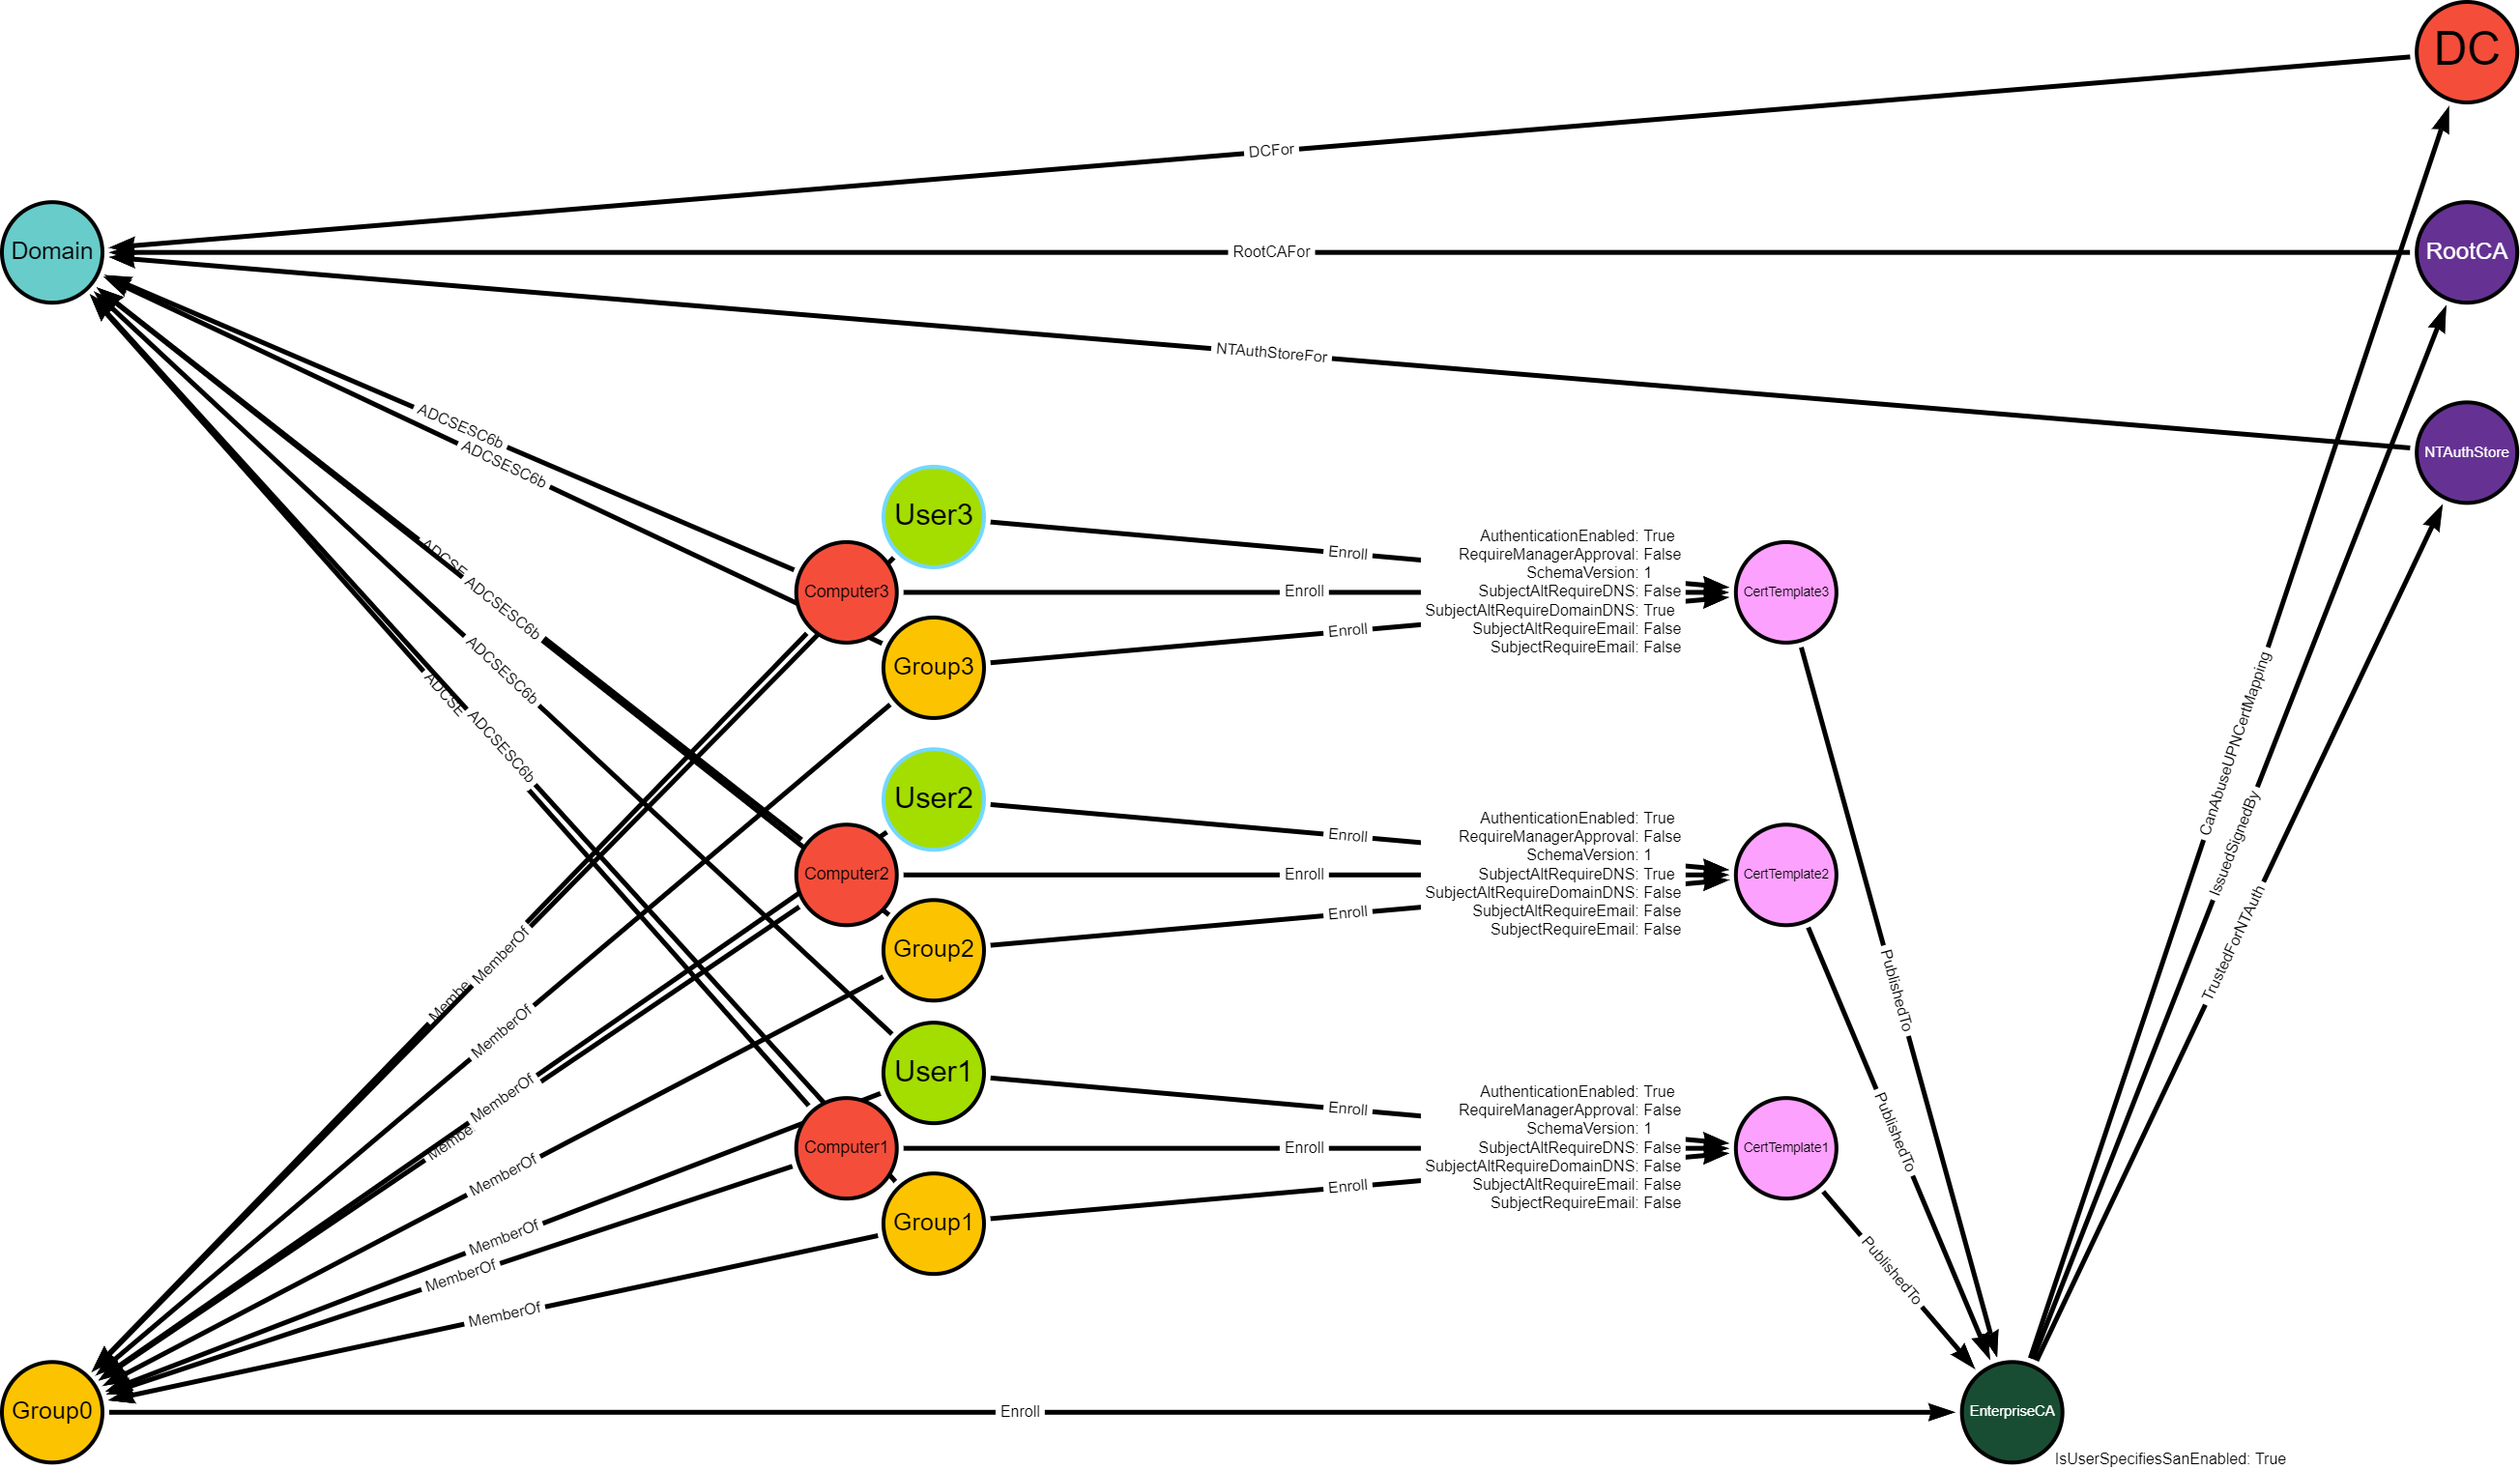 DC
DCFor
Domain
RootCAFor
RootCA
NTAuthStoreFor
NTAuthStore
ADCSESC6b
ADCSESC6b
User3
Enroll
Computer3
Enroll
Group3
Enroll
AuthenticationEnabled: True
RequireManagerApproval: False
SchemaVersion: 1
SubjectAltRequireDNS: False
SubjectAltRequireDomainDNS: True
SubjectAltRequireEmail: False
SubjectRequireEmail: False
CertTemplate3
ADCSE
ADCSESC6b
ADCSESC6b
ADCSE
ADCSESC6b
User2
Enroll
Computer2
Enroll
Group2
Enroll
AuthenticationEnabled: True
RequireManagerApproval: False
SchemaVersion: 1
SubjectAltRequireDNS: True
SubjectAltRequireDomainDNS: False
SubjectAltRequireEmail: False
SubjectRequireEmail: False
CertTemplate2
CanAbuseUPNCertMapping
IssuedSignedBy
TrustedForNTAuth
PublishedTo
PublishedTo
PublishedTo
MemberOf
Membe
MemberOf
MemberOf
Membe
MemberOf
User1
Enroll
Computer1
Enroll
Group1
Enroll
AuthenticationEnabled: True
RequireManagerApproval: False
SchemaVersion: 1
SubjectAltRequireDNS: False
SubjectAltRequireDomainDNS: False
SubjectAltRequireEmail: False
SubjectRequireEmail: False
CertTemplate1
MemberOf
MemberOf
MemberOf
Group0
Enroll
EnterpriseCA
IsUserSpecifiesSanEnabled: True